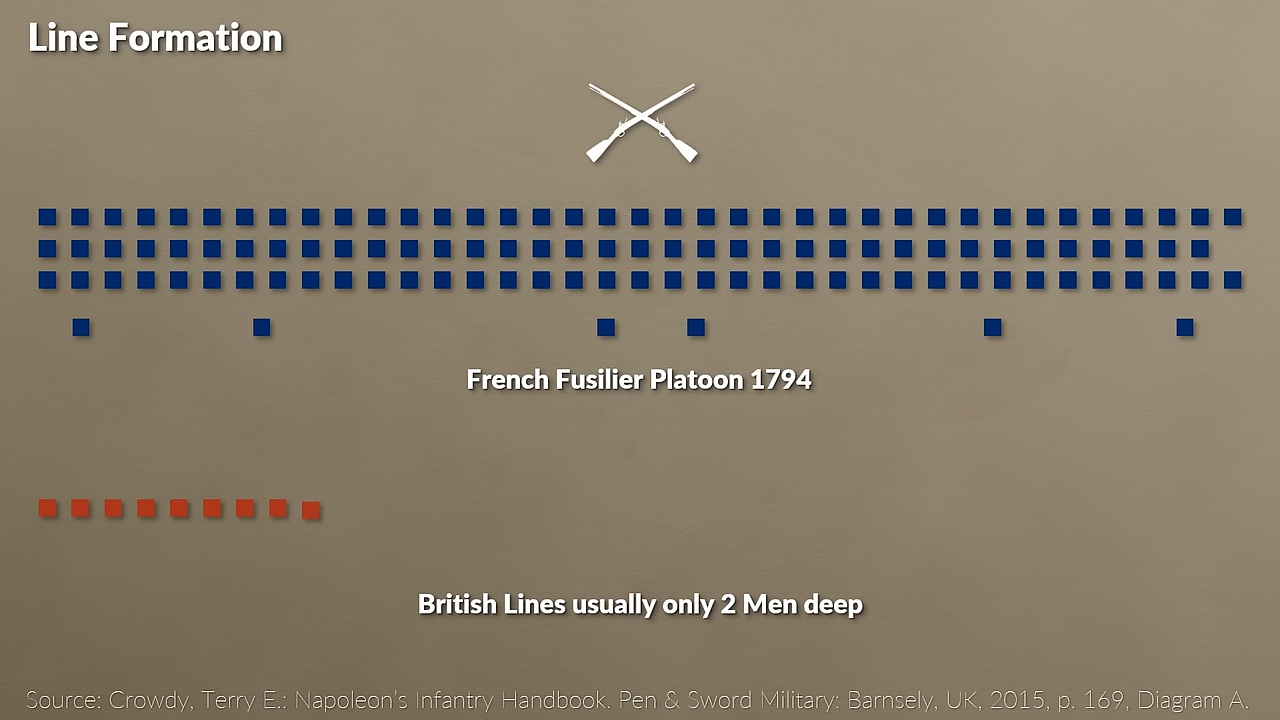 Line Formation
French Fusilier Platoon 1794
British Lines usually only 2 Men deep
Source: Crowdy, Terry E.: Napoleon's Infantry Handbook. Pen & Sword Military: Barnsely, UK, 2015, p. 169, Diagram A.